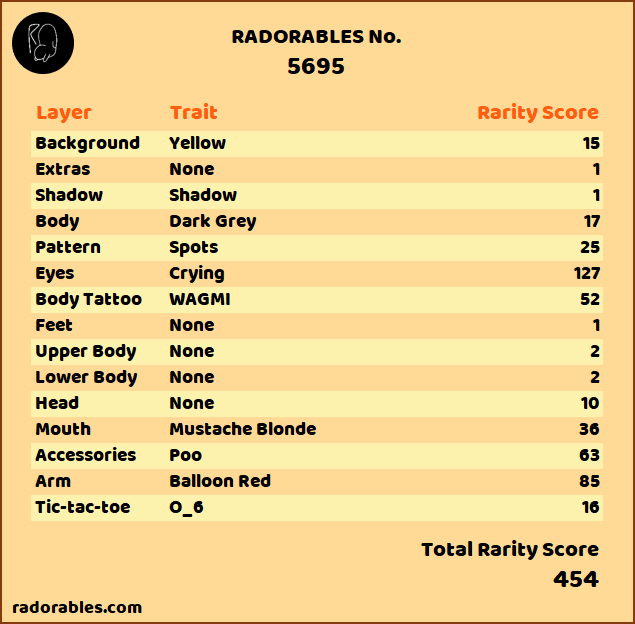 RADORABLES No.
5695
Layer Trait Rarity Score
Background Yellow 15
Extras None 1
Shadow Shadow 1
Body Dark Grey 17
Pattern Spots 25
Eyes Crying 127
Body Tattoo WAGMI 52
Feet None 1
Upper Body None 2
Lower Body None 2
Head None 10
Mouth Mustache Blonde 36
Accessories Poo 63
Arm Balloon Red 85
Tic-tac-toe O_6 16
Total Rarity Score
454
radorables.com